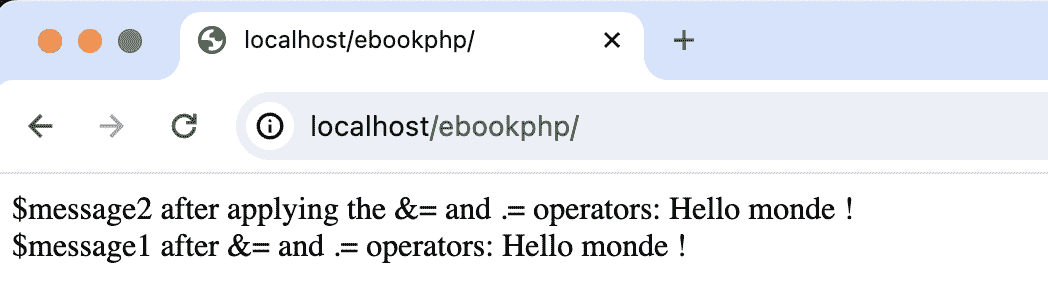 localhost/ebookphp/
localhost/ebookphp/
$message2 after applying the &= and .= operators: Hello monde !
$message1 after &= and .= operators: Hello monde !